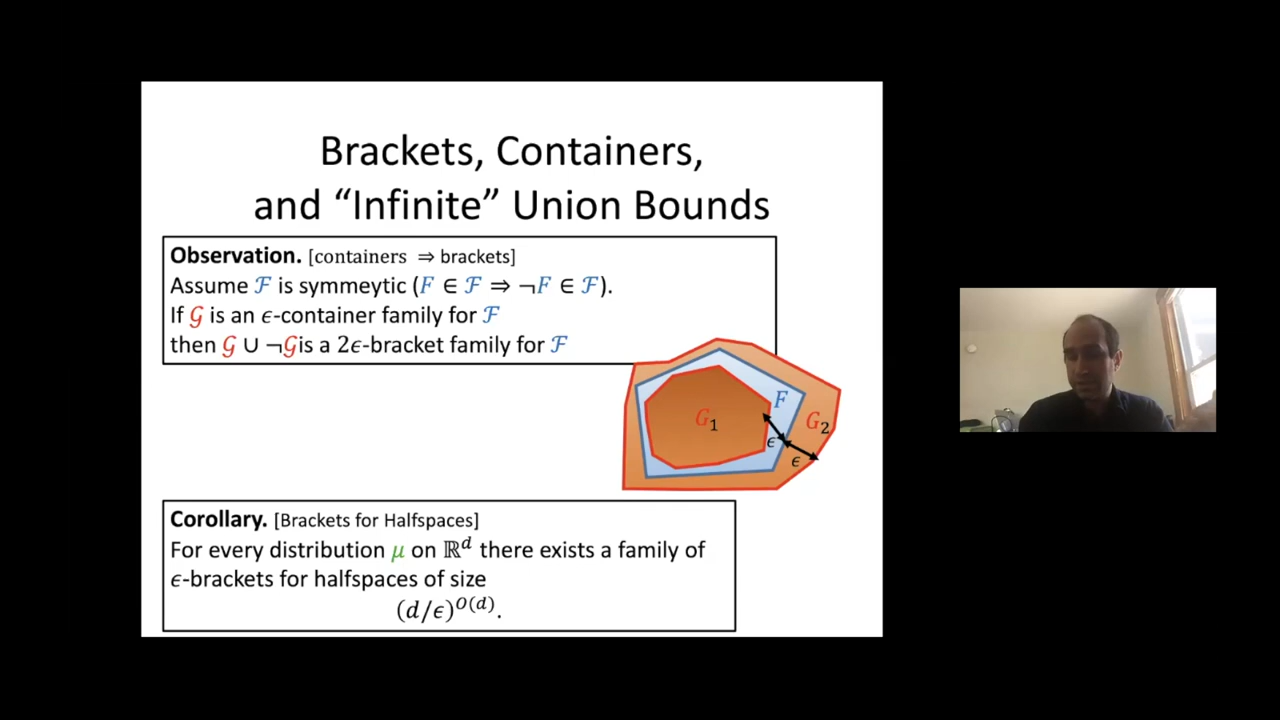 Brackets, Containers,
and “Infinite” Union Bounds
Observation. [containers ⇒ brackets]
Assume ℱ is symmeytic (F ∈ ℱ ⇒ ¬F ∈ ℱ).
If 𝒢 is an ϵ-container family for ℱ
then 𝒢 ∪ ¬𝒢is a 2ϵ-bracket family for ℱ
F
G₁
G₂
ϵ
ϵ
Corollary. [Brackets for Halfspaces]
For every distribution μ on ℝᵈ there exists a family of
ϵ-brackets for halfspaces of size
(d/ϵ)ᴼ⁽ᵈ⁾.